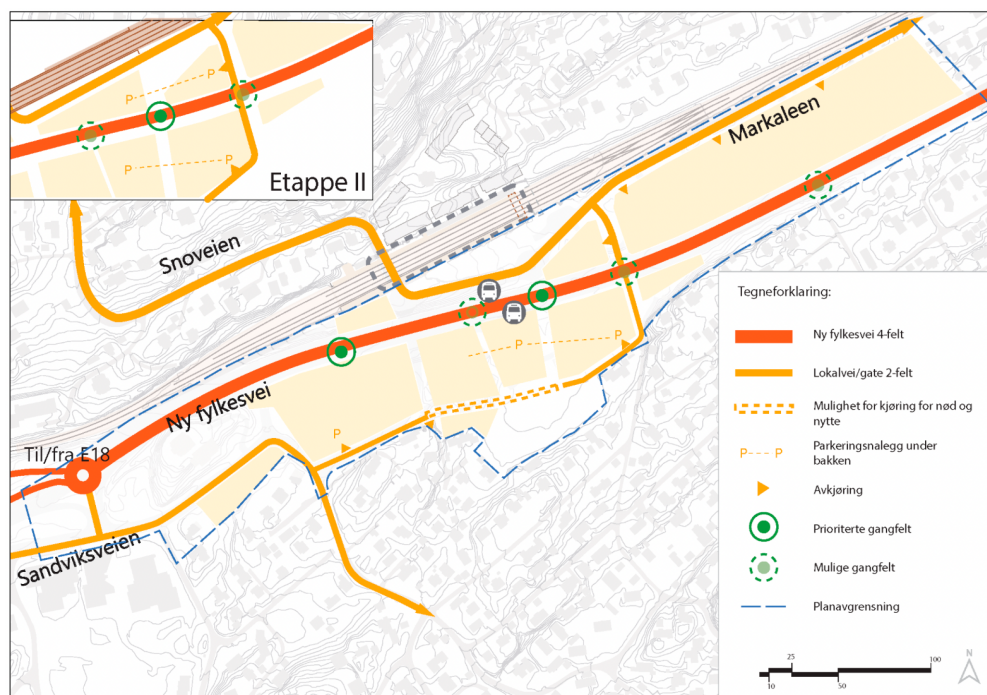 P
P
P
P
Etappe II
Markaleen
Snoveien
P
P
Ny fylkesvei
P
Til/fra E18
Sandviksveien
Tegneforklaring:
Ny fylkesvei 4-felt
Lokalvei/gate 2-felt
Mulighet for kjøring for nød og
nytte
P
P
Parkeringsnalegg under
bakken
Avkjøring
Prioriterte gangfelt
Mulige gangfelt
Planavgrensning
N
25
100
10
50